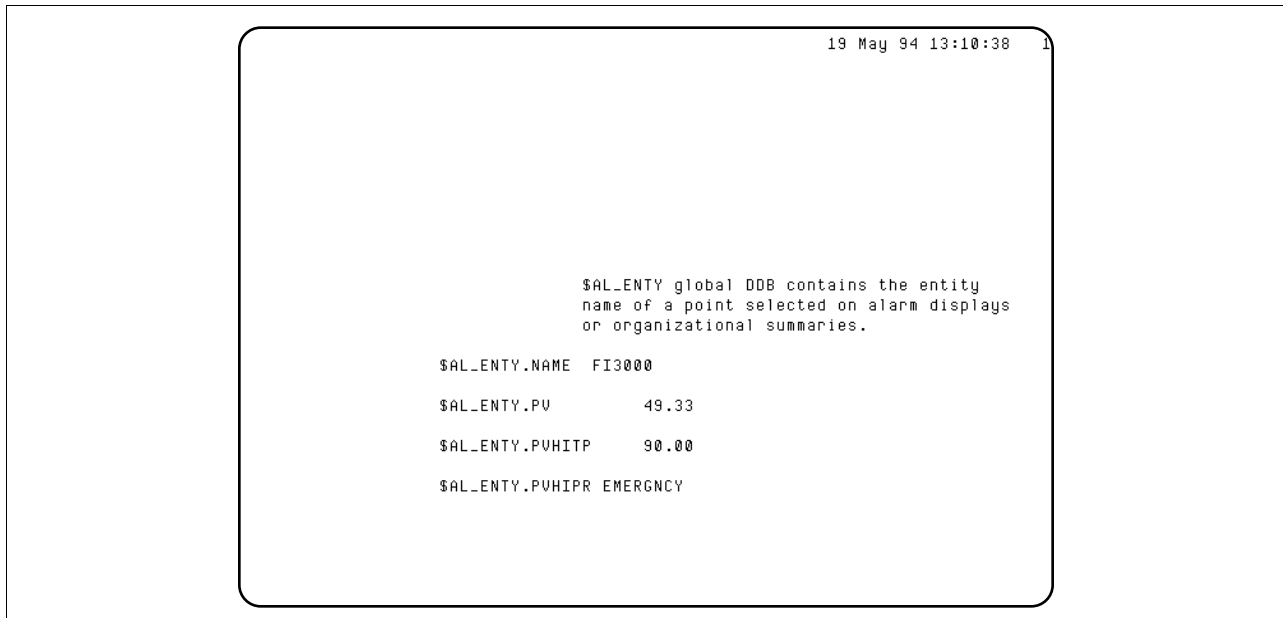 19 May 94 13:10:38 1
$AL_ENTY global DDB contains the entity
name of a point selected on alarm displays
or organizational summaries.
$AL_ENTY.NAME FI3000
$AL_ENTY.PV 49.33
$AL_ENTY.PVHITP 90.00
$AL_ENTY.PVHIPR EMERGNCY